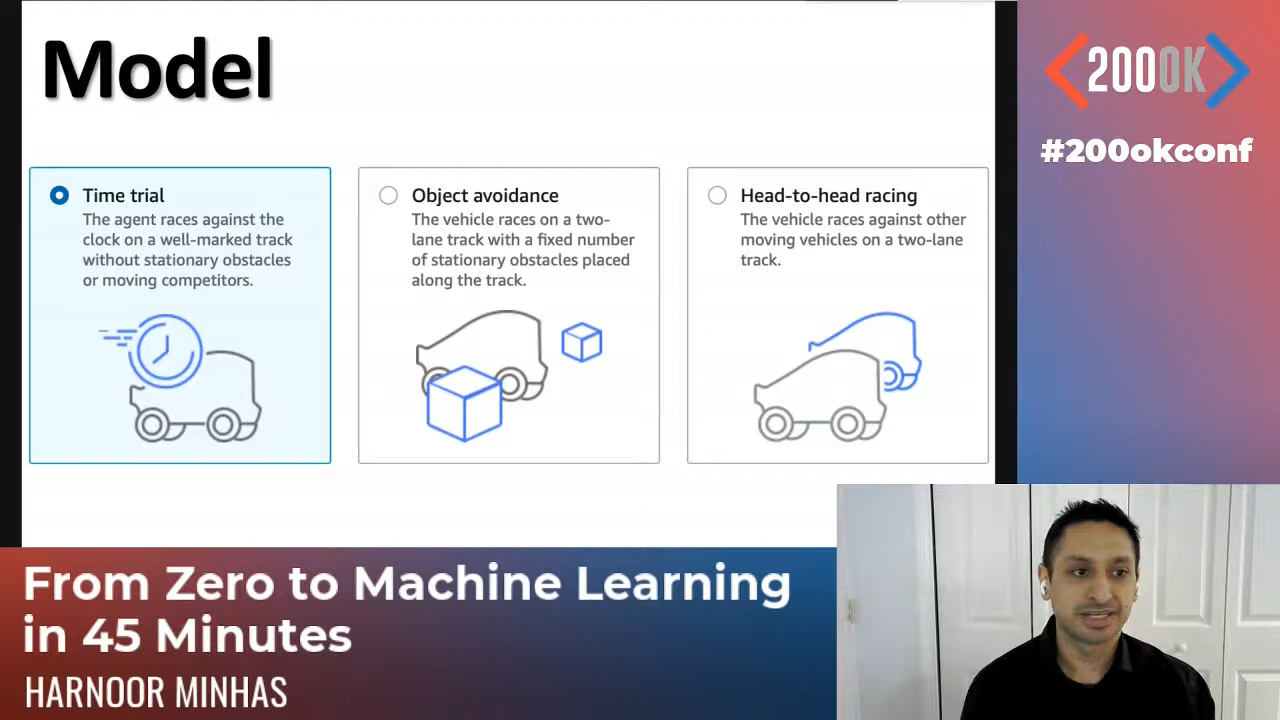 Model
Time trial
The agent races against the
clock on a well-marked track
without stationary obstacles
or moving competitors.
Object avoidance
The vehicle races on a two-
lane track with a fixed number
of stationary obstacles placed
along the track.
Head-to-head racing
The vehicle races against other
moving vehicles on a two-lane
track.
<200OK>
#200okconf
From Zero to Machine Learning
in 45 Minutes
HARNOOR MINHAS